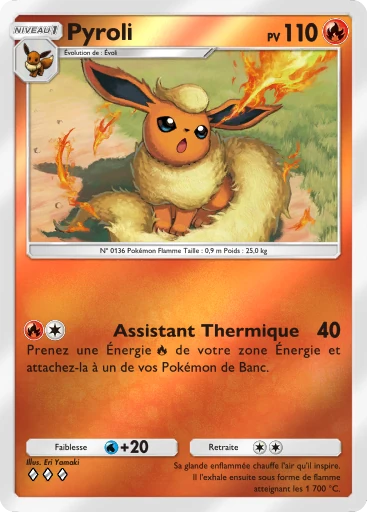 NIVEAU 1
Pyroli
PV 110
Évolution de : Évoli
N° 0136 Pokémon Flamme Taille : 0,9 m Poids : 25,0 kg
Assistant Thermique 40
Prenez une Énergie de votre zone Énergie et
attachez-la à un de vos Pokémon de Banc.
Faiblesse +20
Retraite
Illus. Eri Yamaki
Sa glande enflammée chauffe l'air qu'il inspire.
Il l'exhale ensuite sous forme de flamme
atteignant les 1 700 °C.